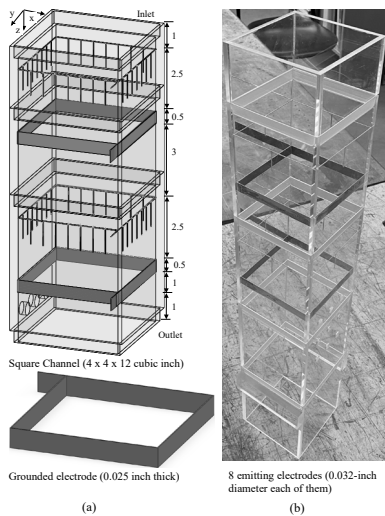 y
x
z
Inlet
1
2.5
0.5
3
2.5
0.5
1
1
Outlet
Square Channel (4 x 4 x 12 cubic inch)
Grounded electrode (0.025 inch thick)
8 emitting electrodes (0.032-inch
diameter each of them)
(a)
(b)